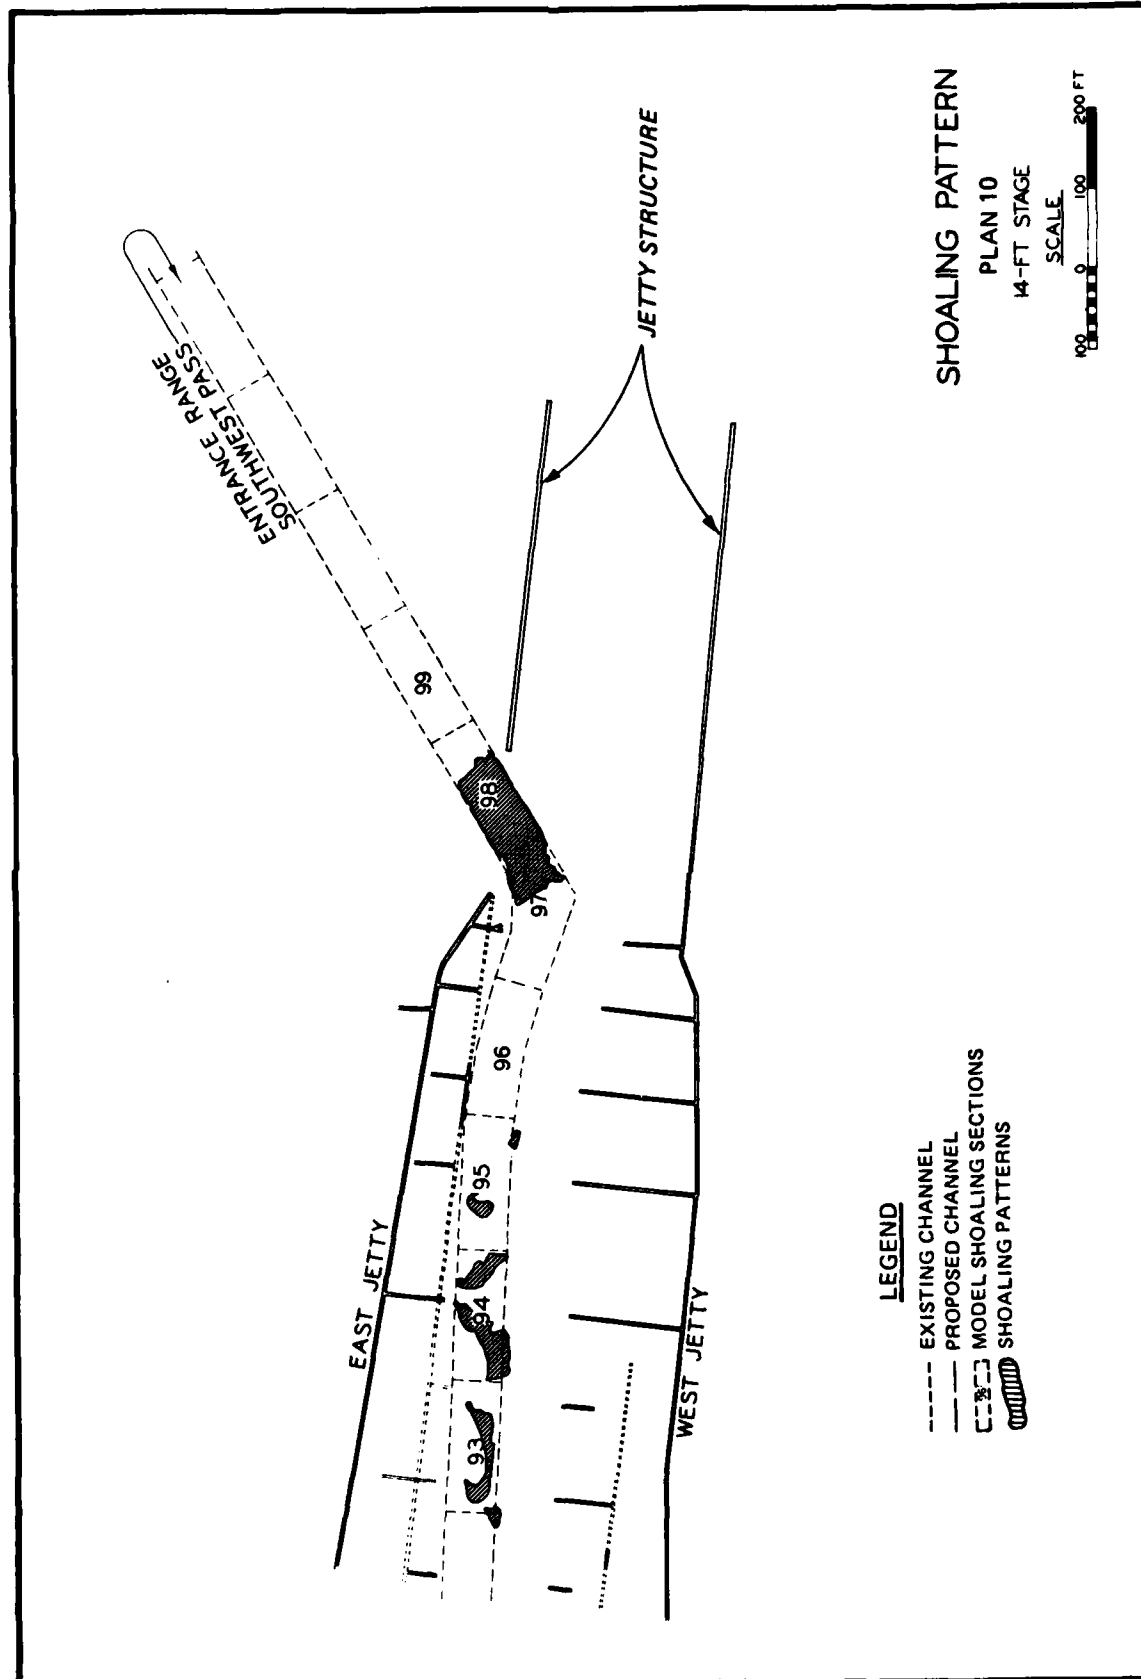 ENTRANCE RANGE
SOUTHWEST PASS
JETTY STRUCTURE
EAST JETTY
WEST JETTY
93
94
95
96
97
98
99
LEGEND
EXISTING CHANNEL
PROPOSED CHANNEL
96 MODEL SHOALING SECTIONS
SHOALING PATTERNS
SHOALING PATTERN
PLAN 10
14-FT STAGE
SCALE
100 0 100 200 FT